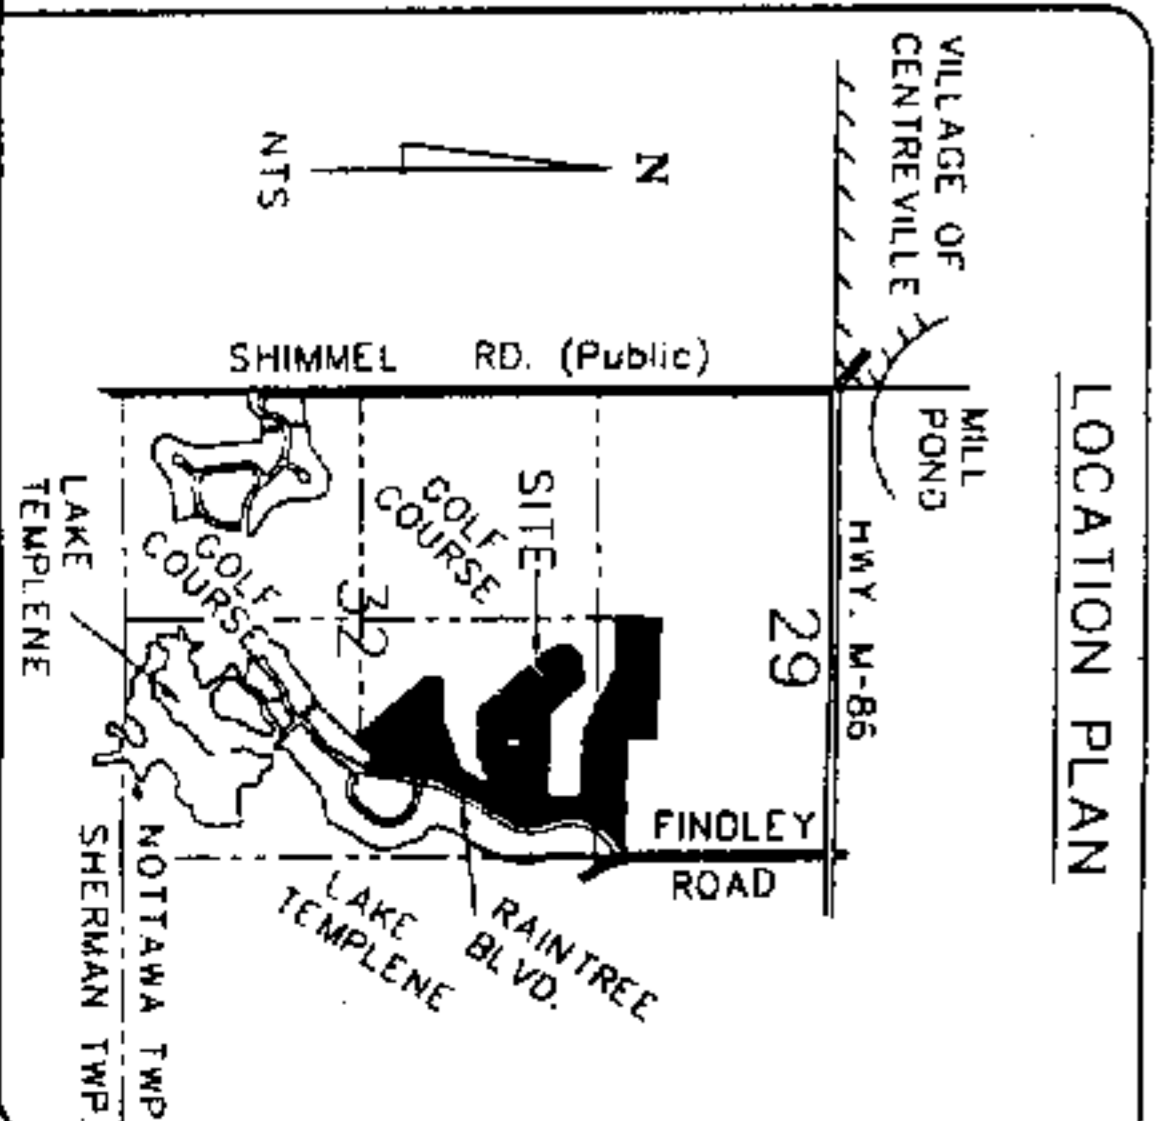 LOCATION PLAN
VILLAGE OF
CENTREVILLE
MILL
POND
HWY. M-86
N
NTS
SHIMMEL RD. (Public)
29
SITE
GOLF
COURSE
32
FINDLEY
ROAD
GOLF
COURSE
LAKE
TEMPLENE
RAINTREE
BLVD.
LAKE
TEMPLENE
NOTTAWA TWP
SHERMAN TWP.